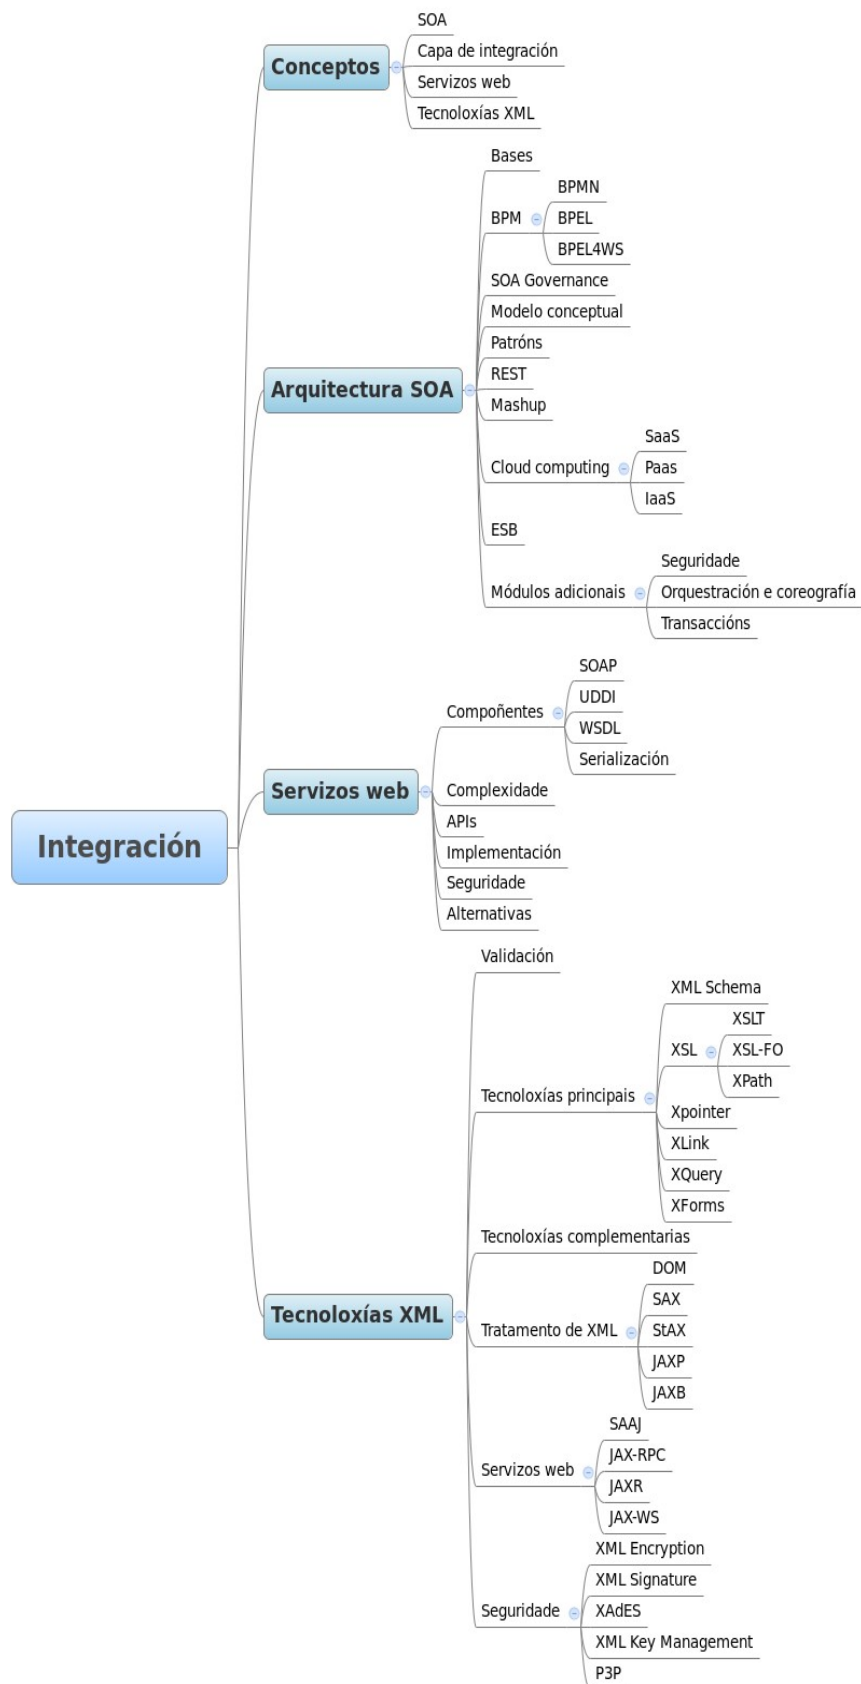 SOA
Conceptos
Capa de integración
Servizos web
Tecnoloxías XML
Arquitectura SOA
Bases
BPM
BPMN
BPEL
BPEL4WS
SOA Governance
Modelo conceptual
Patróns
REST
Mashup
Cloud computing
SaaS
Paas
IaaS
ESB
Módulos adicionais
Seguridade
Orquestración e coreografía
Transaccións
Integración
Servizos web
Compoñentes
SOAP
UDDI
WSDL
Serialización
Complexidade
APIs
Implementación
Seguridade
Alternativas
Tecnoloxías XML
Validación
Tecnoloxías principais
XML Schema
XSL
XSLT
XSL-FO
XPath
Xpointer
XLink
XQuery
XForms
Tecnoloxías complementarias
Tratamento de XML
DOM
SAX
StAX
JAXP
JAXB
Servizos web
SAAJ
JAX-RPC
JAXR
JAX-WS
Seguridade
XML Encryption
XML Signature
XAdES
XML Key Management
P3P